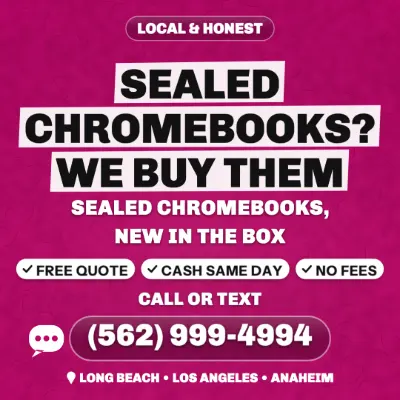 LOCAL & HONEST
SEALED
CHROMEBOOKS?
WE BUY THEM
SEALED CHROMEBOOKS,
NEW IN THE BOX
✓ FREE QUOTE ✓ CASH SAME DAY ✓ NO FEES
CALL OR TEXT
(562) 999-4994
LONG BEACH • LOS ANGELES • ANAHEIM